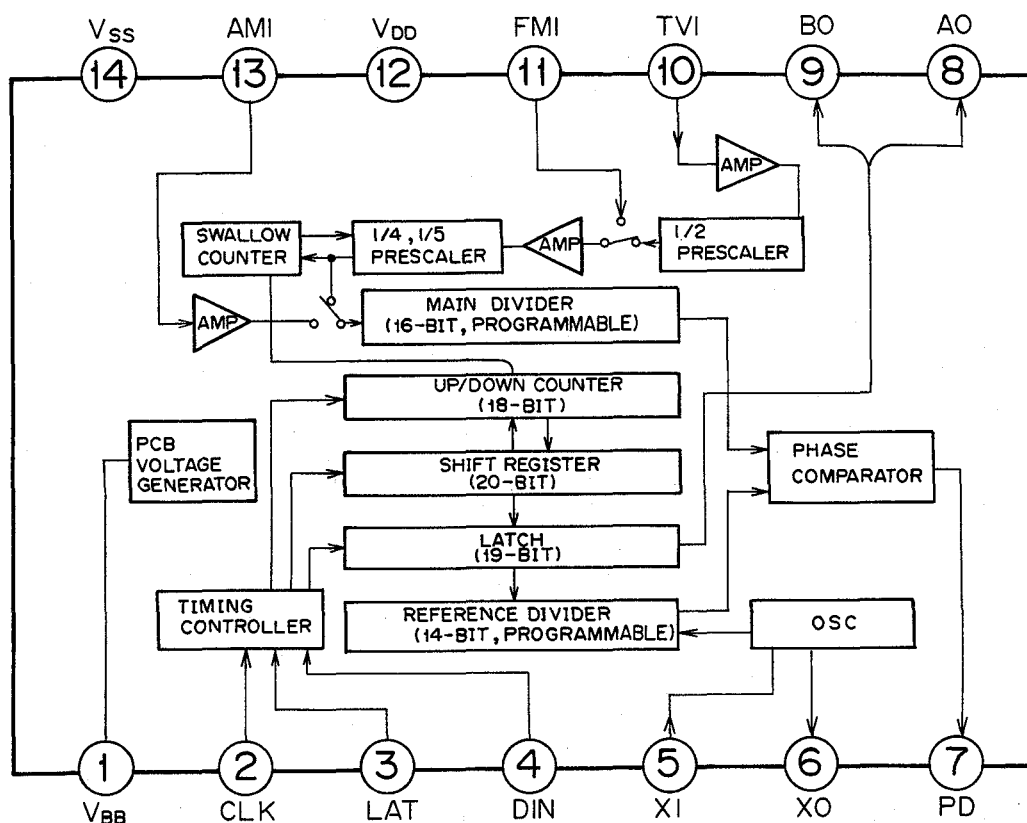 VSS AMI VDD FMI TVI BO AO
14 13 12 11 10 9 8
AMP
SWALLOW
COUNTER
1/4, 1/5
PRESCALER
AMP
1/2
PRESCALER
AMP
MAIN DIVIDER
(16-BIT, PROGRAMMABLE)
UP/DOWN COUNTER
(18-BIT)
PCB
VOLTAGE
GENERATOR
SHIFT REGISTER
(20-BIT)
PHASE
COMPARATOR
LATCH
(19-BIT)
TIMING
CONTROLLER
REFERENCE DIVIDER
(14-BIT, PROGRAMMABLE)
OSC
1 2 3 4 5 6 7
VBB CLK LAT DIN XI XO PD